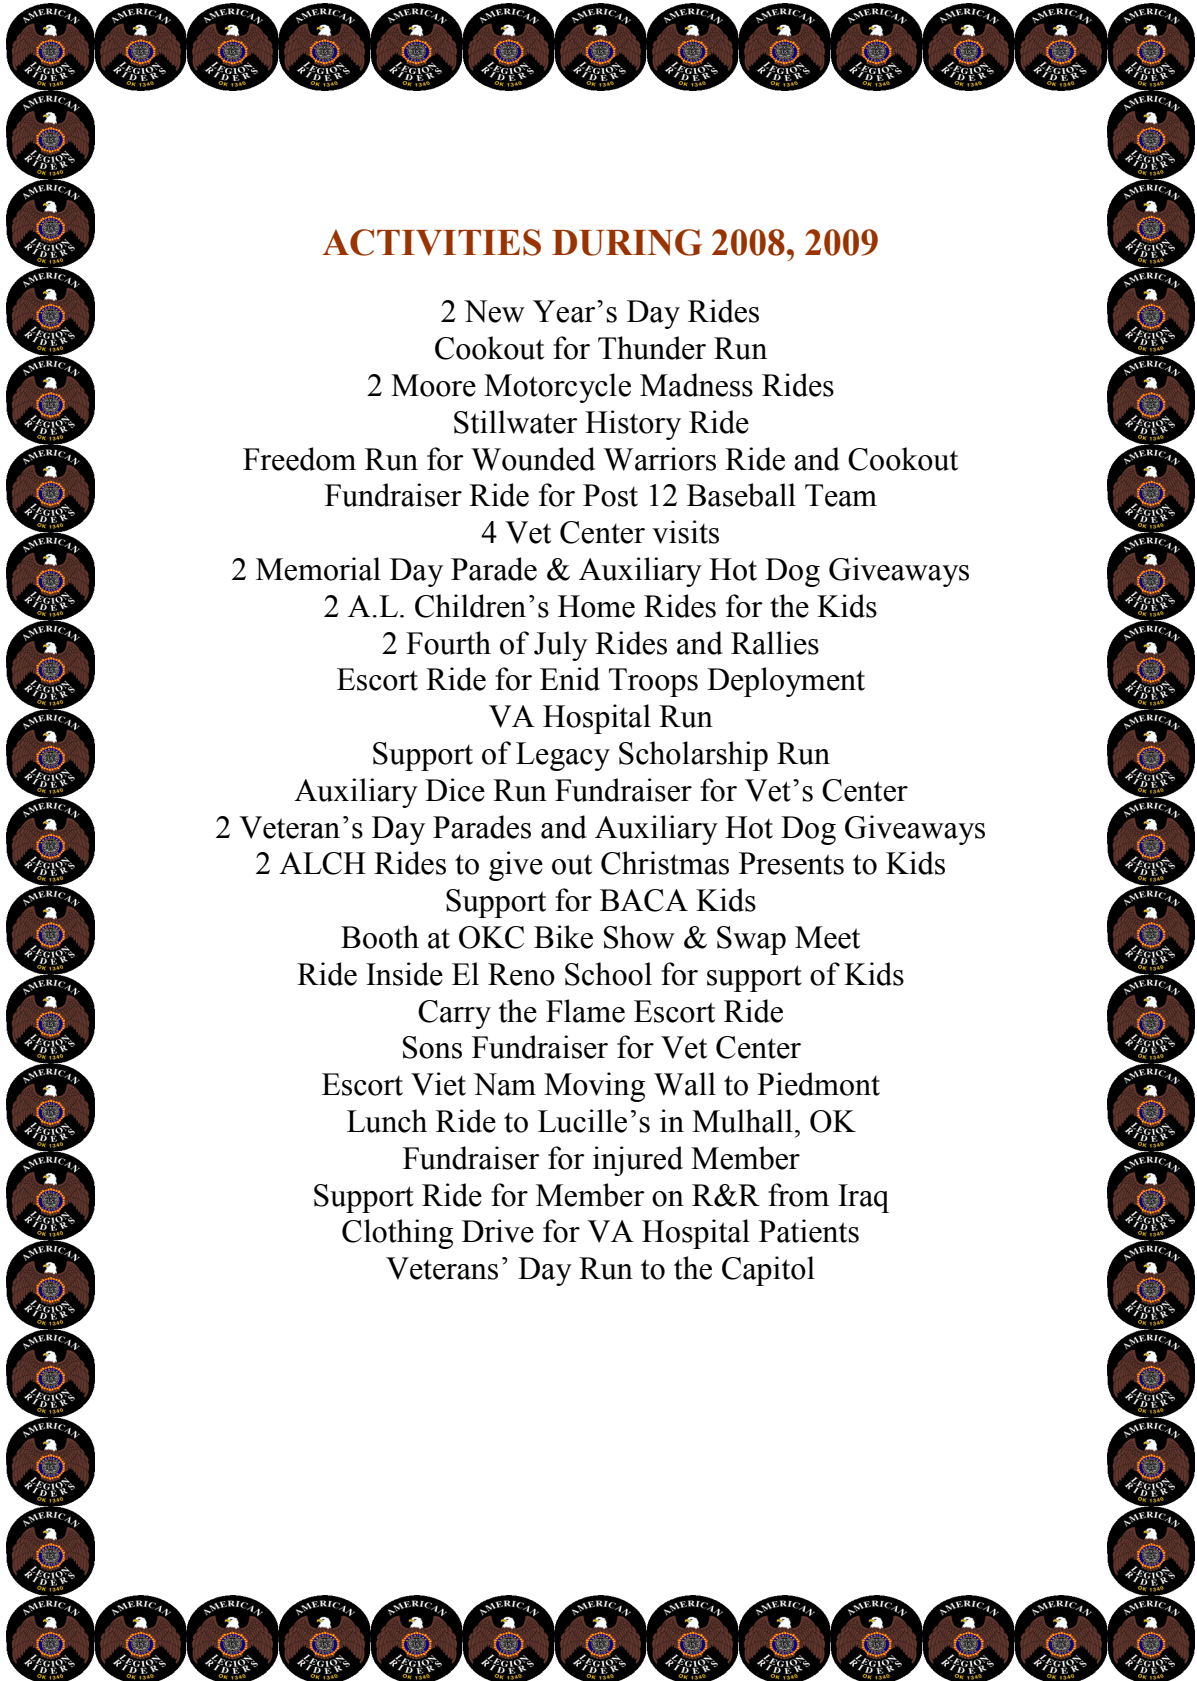 ACTIVITIES DURING 2008, 2009
2 New Year’s Day Rides
Cookout for Thunder Run
2 Moore Motorcycle Madness Rides
Stillwater History Ride
Freedom Run for Wounded Warriors Ride and Cookout
Fundraiser Ride for Post 12 Baseball Team
4 Vet Center visits
2 Memorial Day Parade & Auxiliary Hot Dog Giveaways
2 A.L. Children’s Home Rides for the Kids
2 Fourth of July Rides and Rallies
Escort Ride for Enid Troops Deployment
VA Hospital Run
Support of Legacy Scholarship Run
Auxiliary Dice Run Fundraiser for Vet’s Center
2 Veteran’s Day Parades and Auxiliary Hot Dog Giveaways
2 ALCH Rides to give out Christmas Presents to Kids
Support for BACA Kids
Booth at OKC Bike Show & Swap Meet
Ride Inside El Reno School for support of Kids
Carry the Flame Escort Ride
Sons Fundraiser for Vet Center
Escort Viet Nam Moving Wall to Piedmont
Lunch Ride to Lucille’s in Mulhall, OK
Fundraiser for injured Member
Support Ride for Member on R&R from Iraq
Clothing Drive for VA Hospital Patients
Veterans’ Day Run to the Capitol
AMERICAN
LEGION
RIDERS
OK 1340